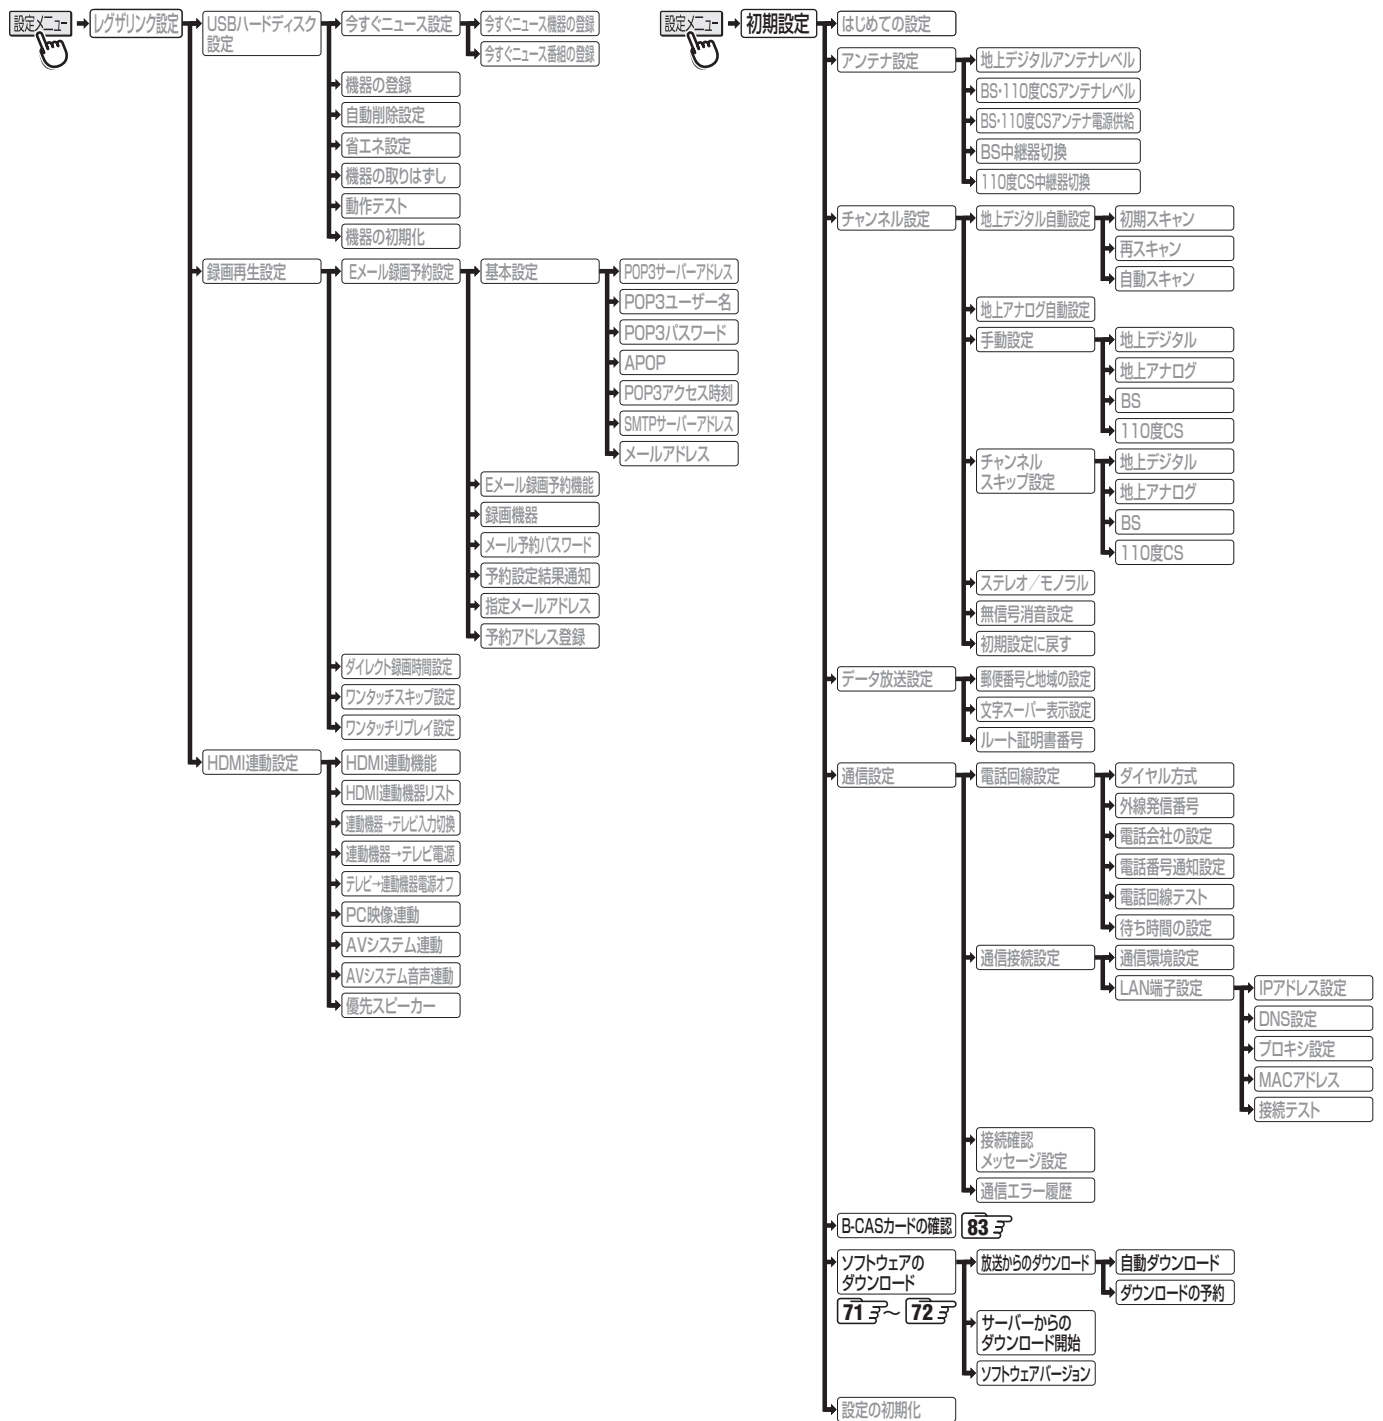 設定メニュー
レグザリンク設定
USBハードディスク
設定
今すぐニュース設定
今すぐニュース機器の登録
今すぐニュース番組の登録
機器の登録
自動削除設定
省エネ設定
機器の取りはずし
動作テスト
機器の初期化
録画再生設定
Eメール録画予約設定
基本設定
POP3サーバーアドレス
POP3ユーザー名
POP3パスワード
APOP
POP3アクセス時刻
SMTPサーバーアドレス
メールアドレス
Eメール録画予約機能
録画機器
メール予約パスワード
予約設定結果通知
指定メールアドレス
予約アドレス登録
ダイレクト録画時間設定
ワンタッチスキップ設定
ワンタッチリプレイ設定
HDMI連動設定
HDMI連動機能
HDMI連動機器リスト
連動機器→テレビ入力切換
連動機器→テレビ電源
テレビ→連動機器電源オフ
PC映像連動
AVシステム連動
AVシステム音声連動
優先スピーカー
設定メニュー
初期設定
はじめての設定
アンテナ設定
地上デジタルアンテナレベル
BS・110度CSアンテナレベル
BS・110度CSアンテナ電源供給
BS中継器切換
110度CS中継器切換
チャンネル設定
地上デジタル自動設定
初期スキャン
再スキャン
自動スキャン
地上アナログ自動設定
手動設定
地上デジタル
地上アナログ
BS
110度CS
チャンネル
スキップ設定
地上デジタル
地上アナログ
BS
110度CS
ステレオ/モノラル
無信号消音設定
初期設定に戻す
データ放送設定
郵便番号と地域の設定
文字スーパー表示設定
ルート証明書番号
通信設定
電話回線設定
ダイヤル方式
外線発信番号
電話会社の設定
電話番号通知設定
電話回線テスト
待ち時間の設定
通信接続設定
通信環境設定
LAN端子設定
IPアドレス設定
DNS設定
プロキシ設定
MACアドレス
接続テスト
接続確認
メッセージ設定
通信エラー履歴
B-CASカードの確認 83
ソフトウェアの
ダウンロード
71 ～ 72
放送からのダウンロード
自動ダウンロード
ダウンロードの予約
サーバーからの
ダウンロード開始
ソフトウェアバージョン
設定の初期化